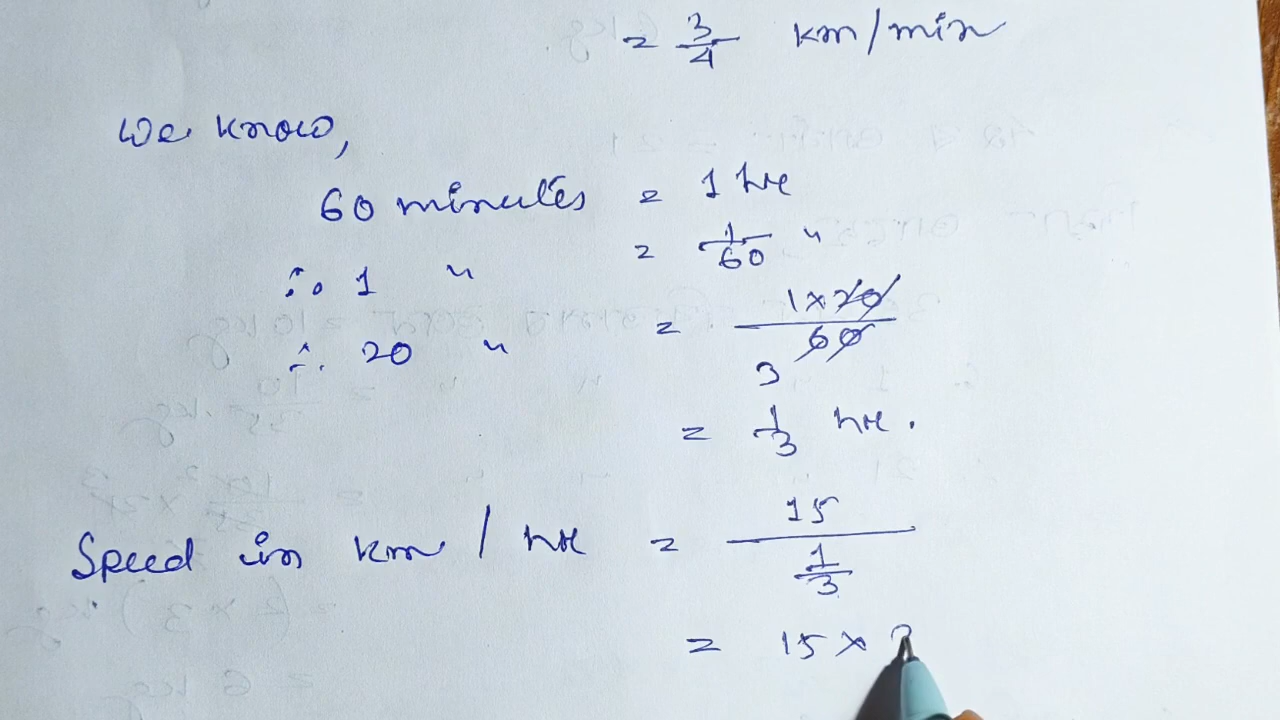 = 3/4 km/min
We know,
60 minutes = 1 hr
∴ 1 " = 1/60 "
∴ 20 " = 1×20/60
3
= 1/3 hr.
Speed in km/hr = 15/(1/3)
= 15 ×